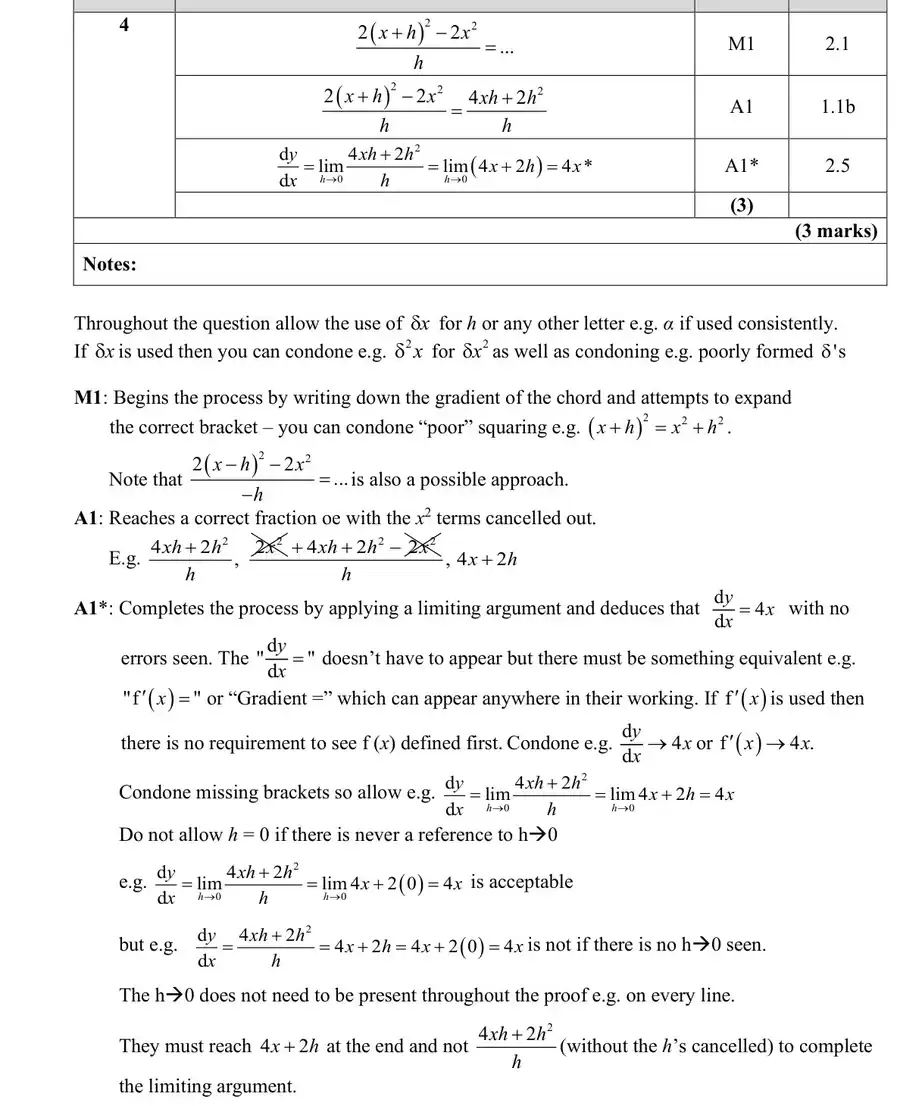 4
2(x+h)² – 2x² / h = ... M1 2.1
2(x+h)² – 2x² / h = 4xh+2h² / h A1 1.1b
dy/dx = lim h→0 4xh+2h² / h = lim h→0 (4x+2h) = 4x* A1* 2.5
(3)
(3 marks)
Notes:
Throughout the question allow the use of δx for h or any other letter e.g. α if used consistently.
If δx is used then you can condone e.g. δ²x for δx² as well as condoning e.g. poorly formed δ's
M1: Begins the process by writing down the gradient of the chord and attempts to expand
the correct bracket – you can condone “poor” squaring e.g. (x+h)² = x² + h².
Note that 2(x–h)² – 2x² / –h = ... is also a possible approach.
A1: Reaches a correct fraction oe with the x² terms cancelled out.
E.g. 4xh+2h² / h, 2x² + 4xh + 2h² – 2x² / h, 4x+2h
A1*: Completes the process by applying a limiting argument and deduces that dy/dx = 4x with no
errors seen. The "dy/dx =" doesn’t have to appear but there must be something equivalent e.g.
"f′(x) =" or “Gradient =” which can appear anywhere in their working. If f′(x) is used then
there is no requirement to see f (x) defined first. Condone e.g. dy/dx → 4x or f′(x) → 4x.
Condone missing brackets so allow e.g. dy/dx = lim h→0 4xh+2h² / h = lim h→0 4x+2h = 4x
Do not allow h = 0 if there is never a reference to h→0
e.g. dy/dx = lim h→0 4xh+2h² / h = lim h→0 4x+2(0) = 4x is acceptable
but e.g. dy/dx = 4xh+2h² / h = 4x+2h = 4x+2(0) = 4x is not if there is no h→0 seen.
The h→0 does not need to be present throughout the proof e.g. on every line.
They must reach 4x+2h at the end and not 4xh+2h² / h (without the h’s cancelled) to complete
the limiting argument.